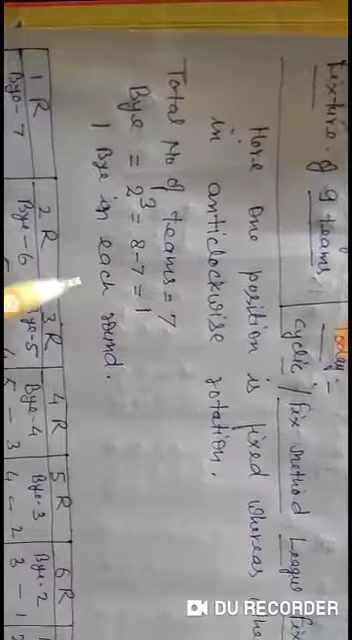 Today:-
Fixture of 9 teams, cyclic / fix method League fix
Here one position is fixed whereas
in anticlockwise rotation.
Total No of teams = 7
Bye = 2³ = 8-7 = 1
1 Bye in each round.
1 R 2 R 3 R 4 R 5 R 6 R
Bye-7 Bye-6 Bye-5 Bye-4 Bye-3 Bye-2
5 - 3 4 - 2 3 - 1
DU RECORDER